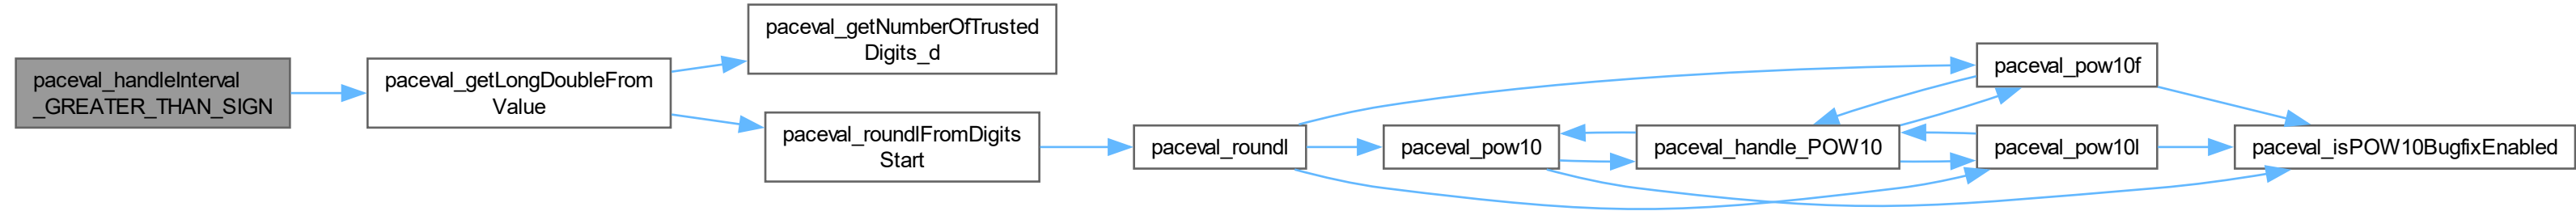 paceval_handleInterval
_GREATER_THAN_SIGN
paceval_getLongDoubleFrom
Value
paceval_getNumberOfTrusted
Digits_d
paceval_roundlFromDigits
Start
paceval_roundl
paceval_pow10
paceval_handle_POW10
paceval_pow10f
paceval_pow10l
paceval_isPOW10BugfixEnabled